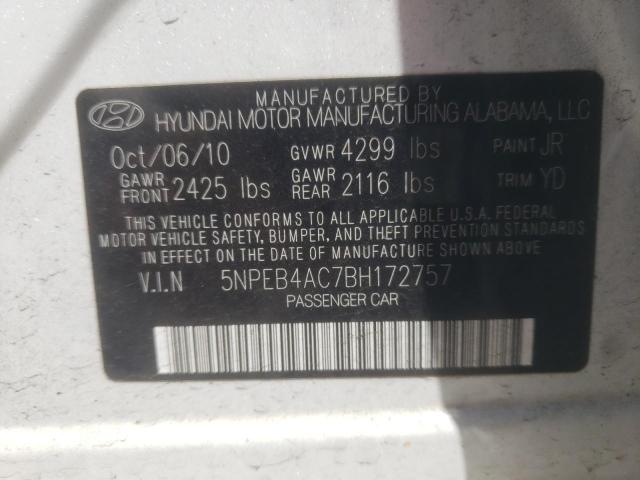 MANUFACTURED BY
HYUNDAI MOTOR MANUFACTURING ALABAMA, LLC
Oct/06/10 GVWR 4299 lbs PAINT JR
GAWR FRONT 2425 lbs GAWR REAR 2116 lbs TRIM YD
THIS VEHICLE CONFORMS TO ALL APPLICABLE U.S.A. FEDERAL
MOTOR VEHICLE SAFETY, BUMPER, AND THEFT PREVENTION STANDARDS
IN EFFECT ON THE DATE OF MANUFACTURE SHOWN ABOVE.
V.I.N 5NPEB4AC7BH172757
PASSENGER CAR